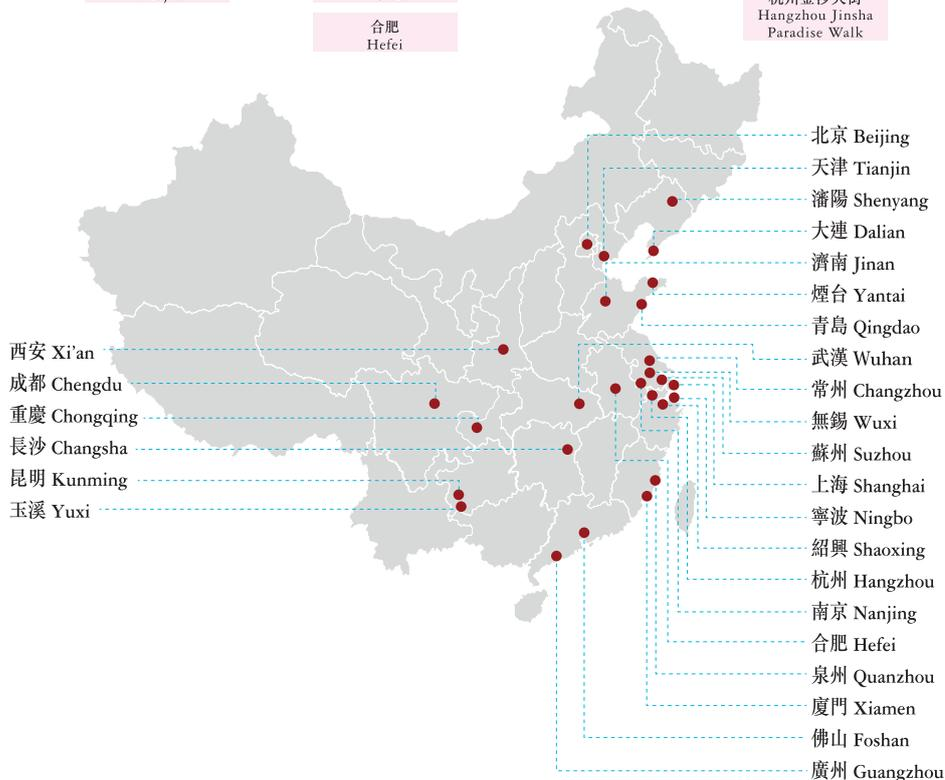 合肥
Hefei
Hangzhou Jinsha
Paradise Walk
北京 Beijing
天津 Tianjin
瀋陽 Shenyang
大連 Dalian
濟南 Jinan
煙台 Yantai
青島 Qingdao
武漢 Wuhan
常州 Changzhou
無錫 Wuxi
蘇州 Suzhou
上海 Shanghai
寧波 Ningbo
紹興 Shaoxing
杭州 Hangzhou
南京 Nanjing
合肥 Hefei
泉州 Quanzhou
廈門 Xiamen
佛山 Foshan
廣州 Guangzhou
西安 Xi’an
成都 Chengdu
重慶 Chongqing
長沙 Changsha
昆明 Kunming
玉溪 Yuxi